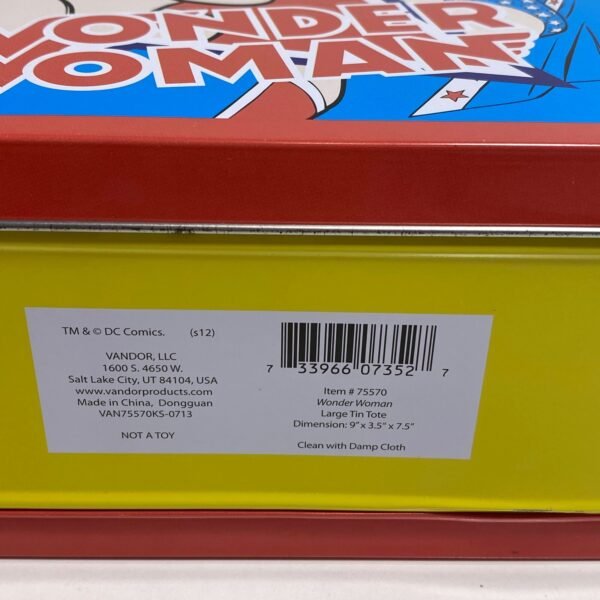 WONDER
WOMAN
TM & © DC Comics. (s12)
VANDOR, LLC
1600 S. 4650 W.
Salt Lake City, UT 84104, USA
www.vandorproducts.com
Made in China, Dongguan
VAN75570KS-0713
NOT A TOY
7 33966 07352 7
Item # 75570
Wonder Woman
Large Tin Tote
Dimension: 9" x 3.5" x 7.5"
Clean with Damp Cloth